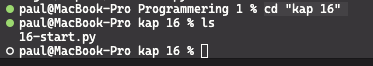 paul@MacBook-Pro Programmering 1 % cd "kap 16"
paul@MacBook-Pro kap 16 % ls
16-start.py
paul@MacBook-Pro kap 16 %